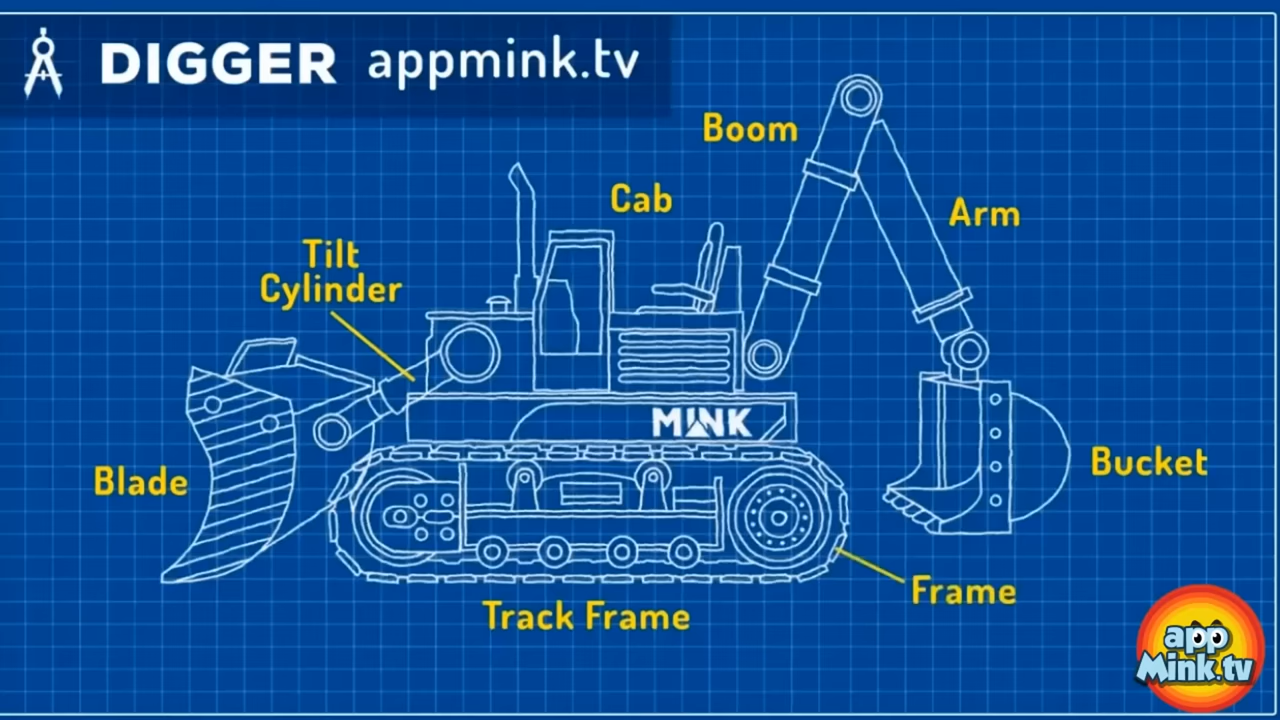 DIGGER appmink.tv
Boom
Cab
Arm
Tilt
Cylinder
MINK
Blade
Bucket
Frame
Track Frame
app
Mink.tv